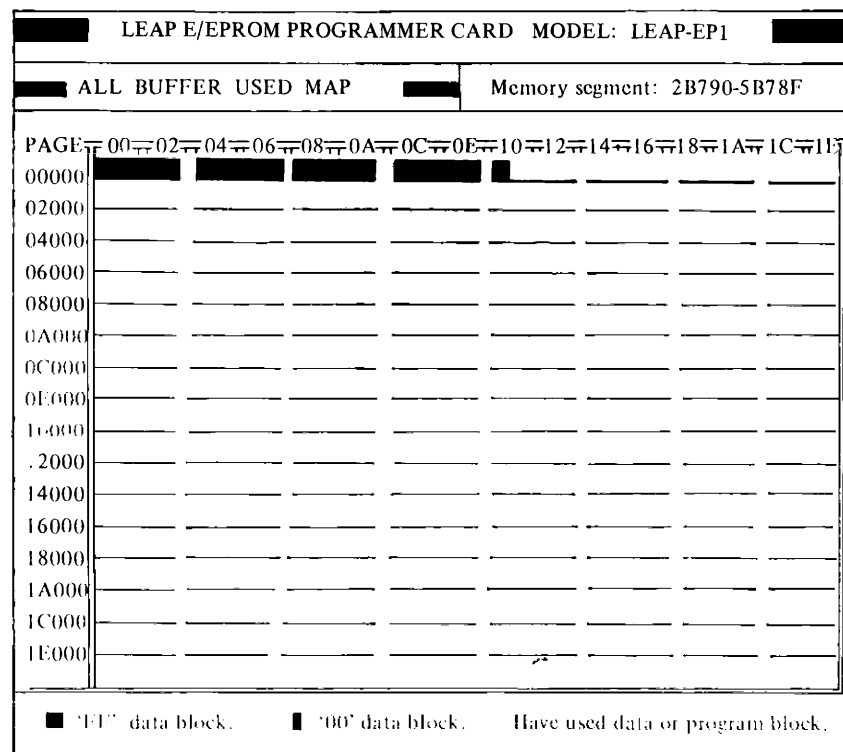 LEAP E/EPROM PROGRAMMER CARD MODEL: LEAP-EP1
ALL BUFFER USED MAP Memory segment: 2B790-5B78F
PAGE 00 02 04 06 08 0A 0C 0E 10 12 14 16 18 1A 1C 1E
00000
02000
04000
06000
08000
0A000
0C000
0E000
.2000
14000
16000
18000
1A000
1C000
1E000
data block. '00' data block. Have used data or program block.